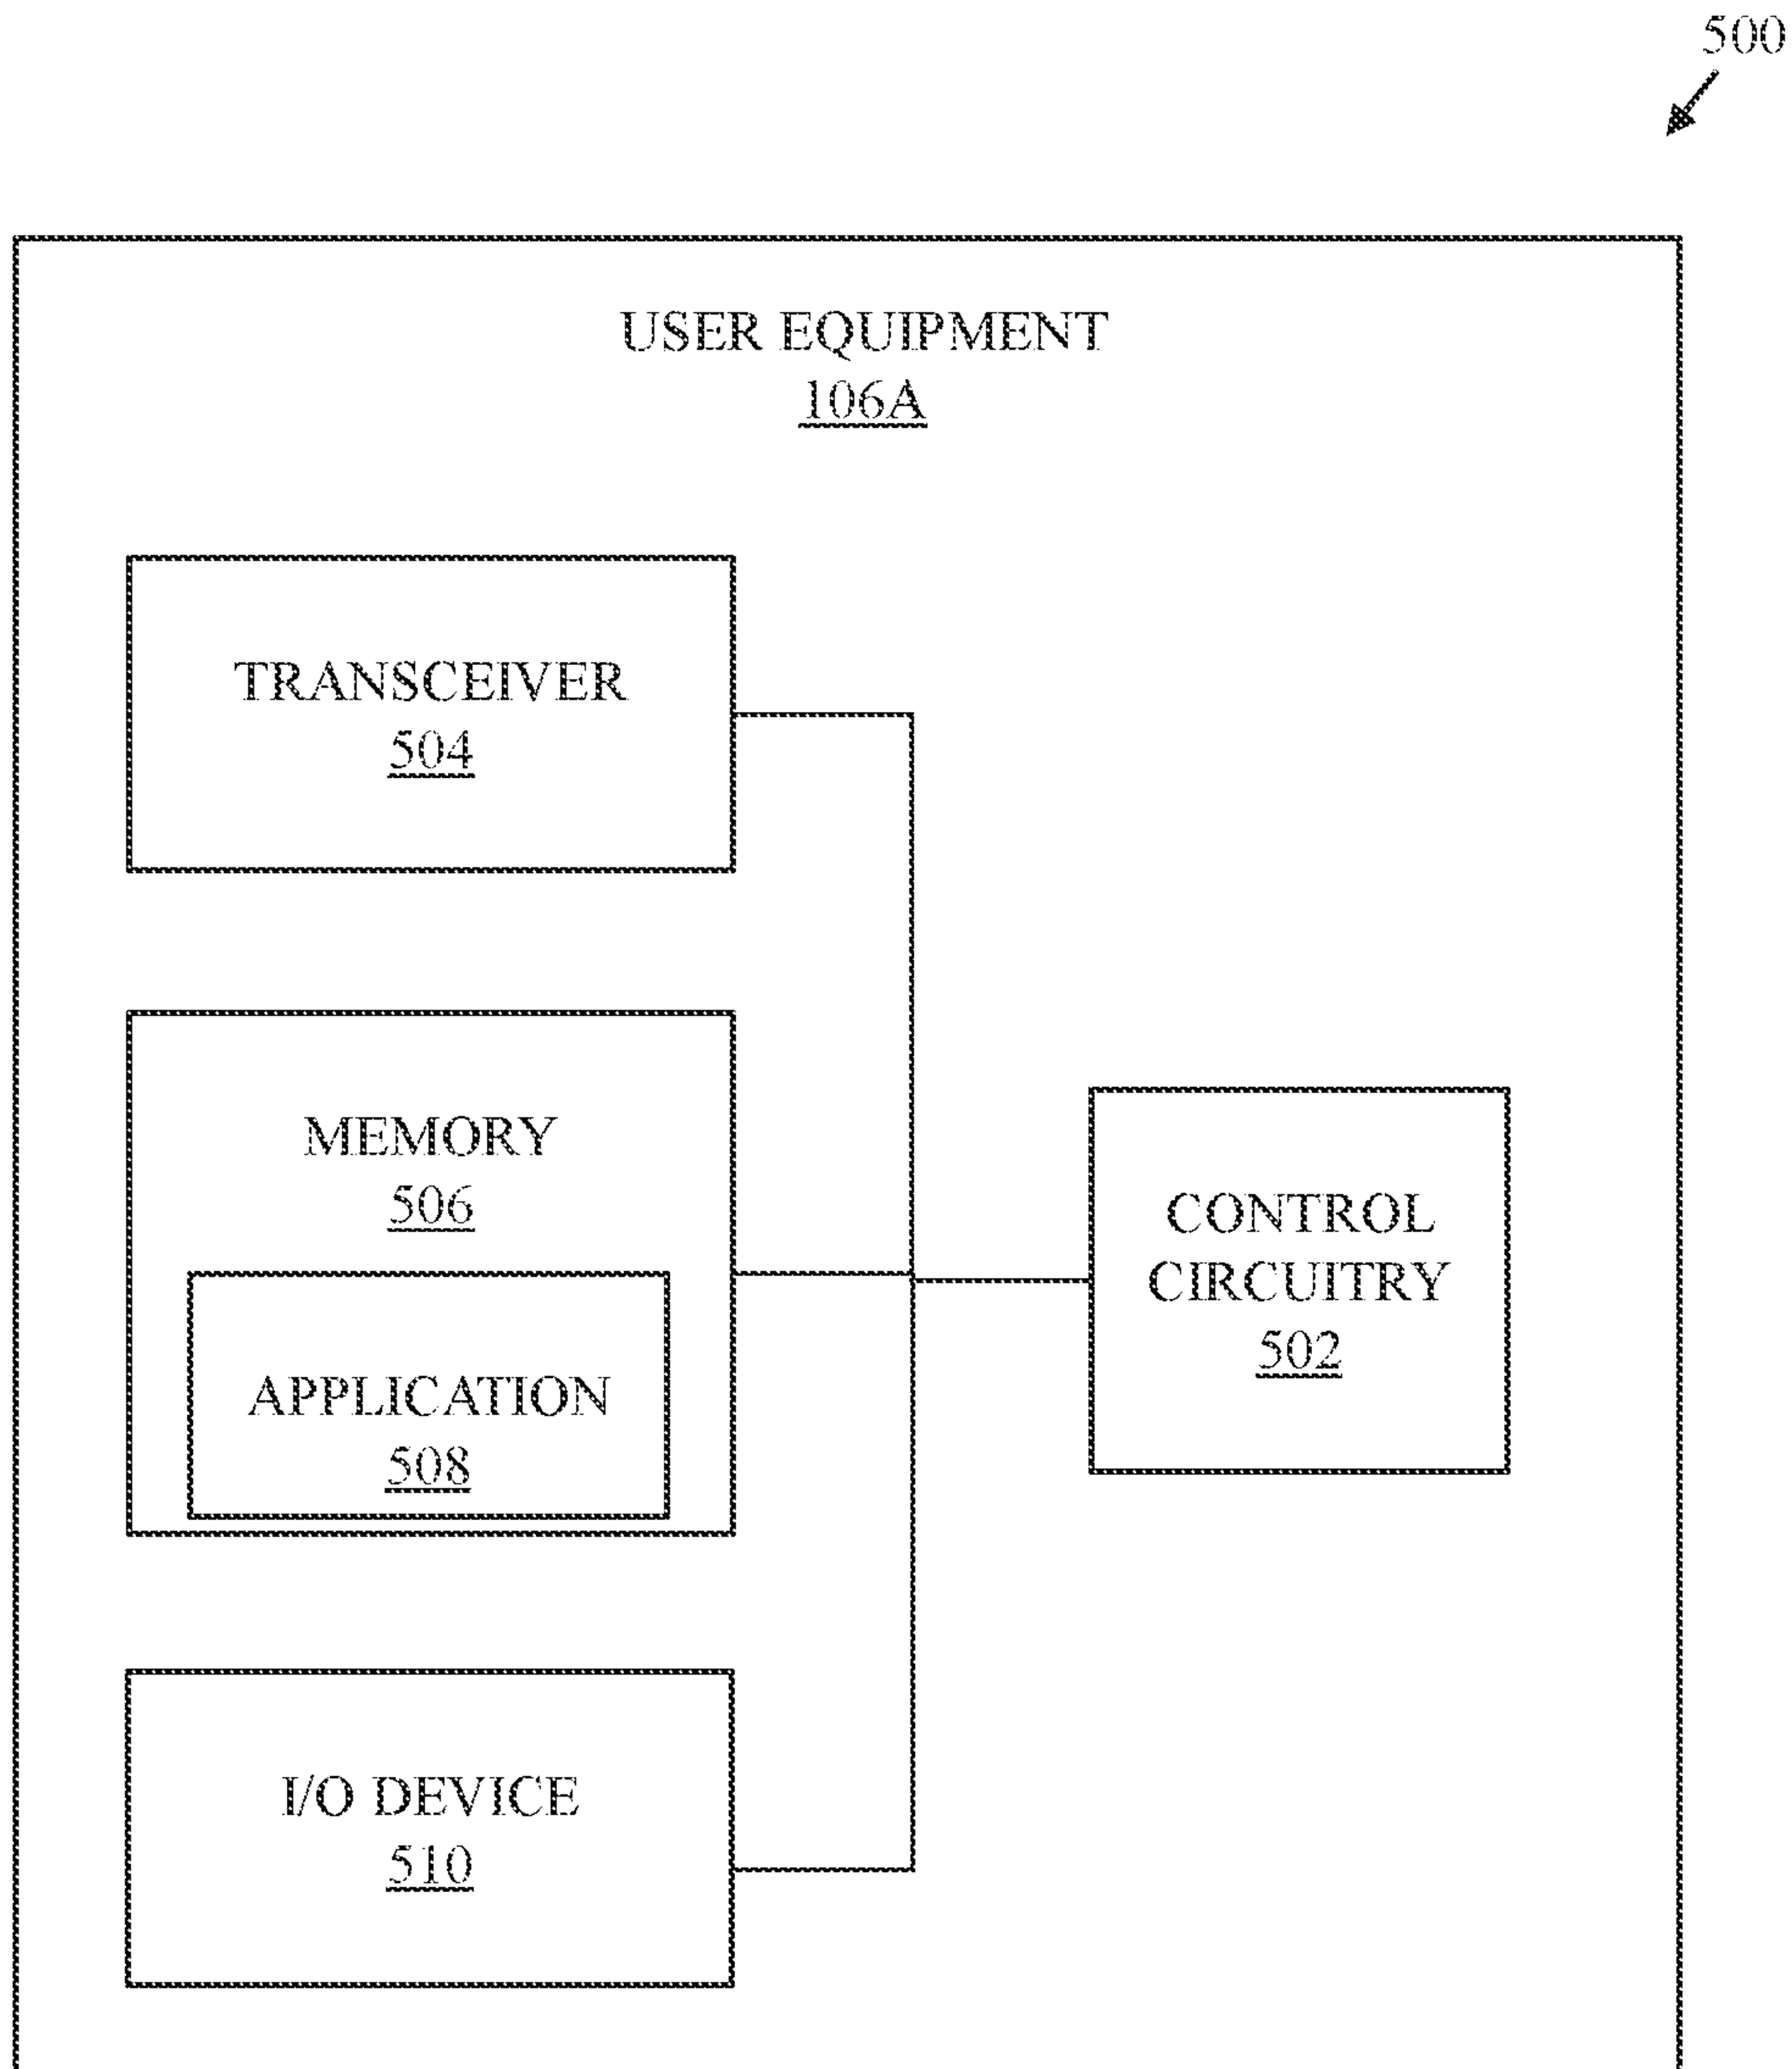 500
USER EQUIPMENT
106A
TRANSCEIVER
504
MEMORY
506
APPLICATION
508
I/O DEVICE
510
CONTROL
CIRCUITRY
502